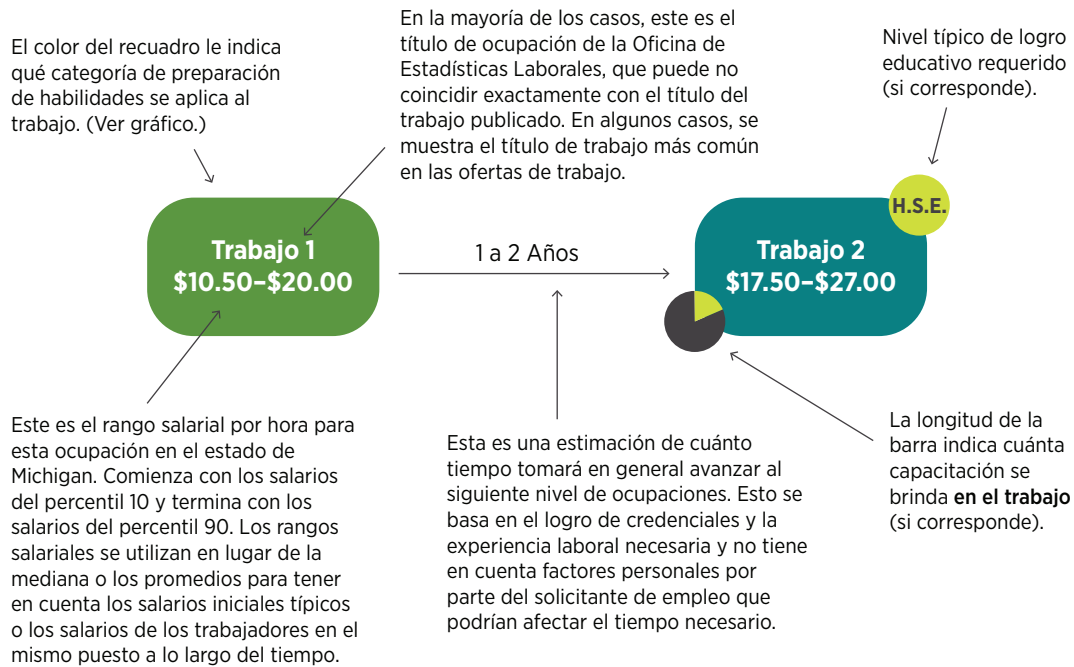 El color del recuadro le indica
qué categoría de preparación
de habilidades se aplica al
trabajo. (Ver gráfico.)
En la mayoría de los casos, este es el
título de ocupación de la Oficina de
Estadísticas Laborales, que puede no
coincidir exactamente con el título del
trabajo publicado. En algunos casos, se
muestra el título de trabajo más común
en las ofertas de trabajo.
Nivel típico de logro
educativo requerido
(si corresponde).
Trabajo 1
$10.50–$20.00
1 a 2 Años
H.S.E.
Trabajo 2
$17.50–$27.00
Este es el rango salarial por hora para
esta ocupación en el estado de
Michigan. Comienza con los salarios
del percentil 10 y termina con los
salarios del percentil 90. Los rangos
salariales se utilizan en lugar de la
mediana o los promedios para tener
en cuenta los salarios iniciales típicos
o los salarios de los trabajadores en el
mismo puesto a lo largo del tiempo.
Esta es una estimación de cuánto
tiempo tomará en general avanzar al
siguiente nivel de ocupaciones. Esto se
basa en el logro de credenciales y la
experiencia laboral necesaria y no tiene
en cuenta factores personales por
parte del solicitante de empleo que
podrían afectar el tiempo necesario.
La longitud de la
barra indica cuánta
capacitación se
brinda en el trabajo
(si corresponde).